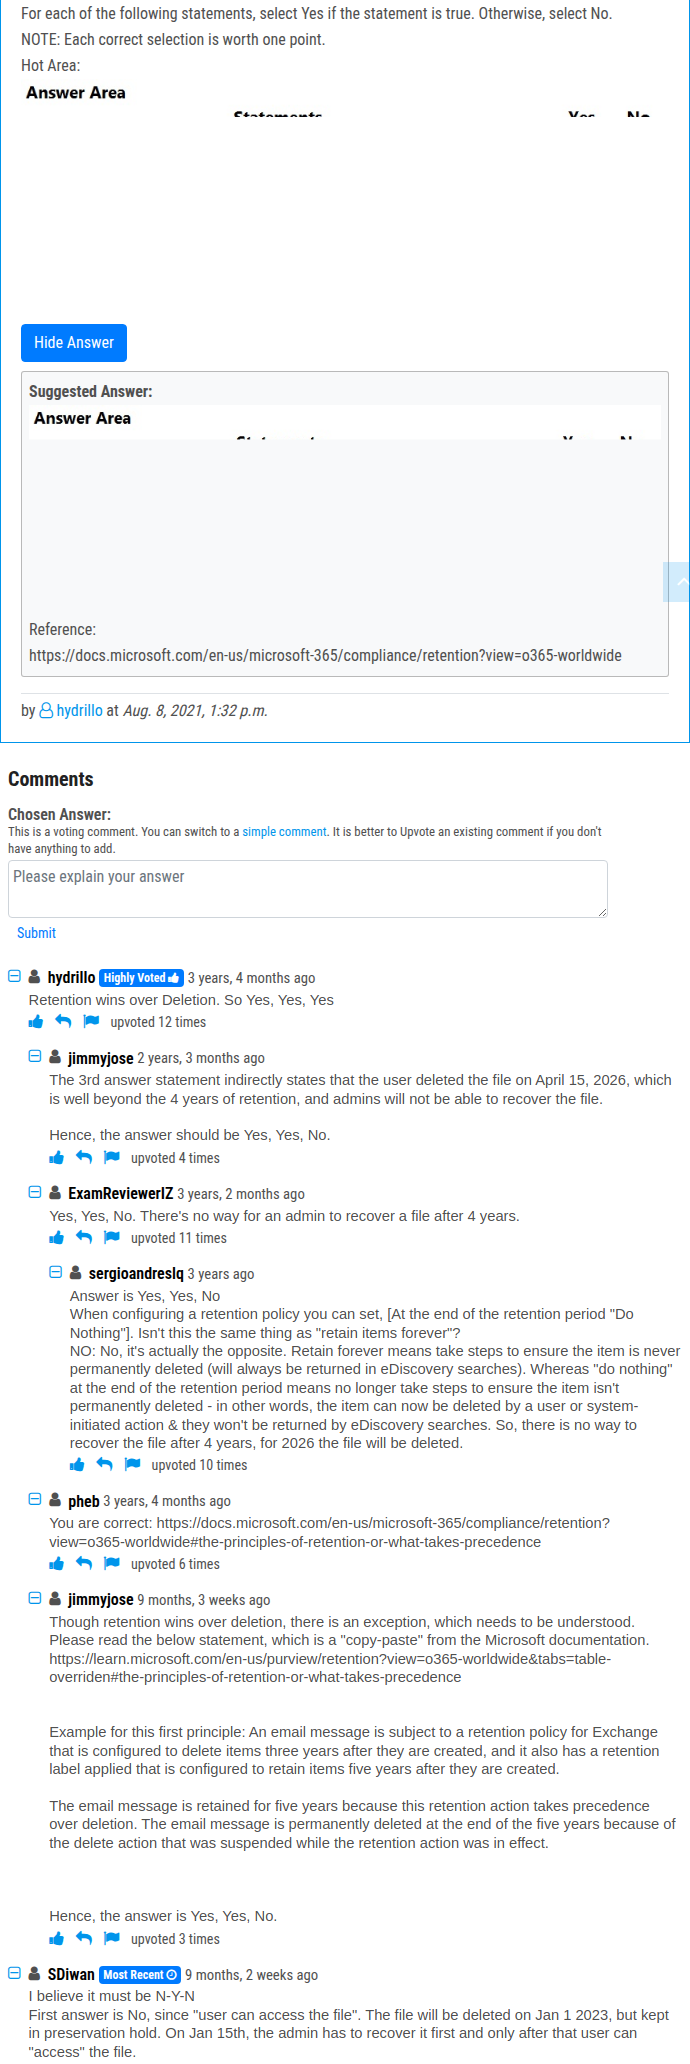 For each of the following statements, select Yes if the statement is true. Otherwise, select No.
NOTE: Each correct selection is worth one point.
Hot Area:
Answer Area
Statements Yes No
Hide Answer
Suggested Answer:
Answer Area
Reference:
https://docs.microsoft.com/en-us/microsoft-365/compliance/retention?view=o365-worldwide
by hydrillo at Aug. 8, 2021, 1:32 p.m.
Comments
Chosen Answer:
This is a voting comment. You can switch to a simple comment. It is better to Upvote an existing comment if you don't
have anything to add.
Please explain your answer
Submit
hydrillo Highly Voted 3 years, 4 months ago
Retention wins over Deletion. So Yes, Yes, Yes
upvoted 12 times
jimmyjose 2 years, 3 months ago
The 3rd answer statement indirectly states that the user deleted the file on April 15, 2026, which
is well beyond the 4 years of retention, and admins will not be able to recover the file.
Hence, the answer should be Yes, Yes, No.
upvoted 4 times
ExamReviewerIZ 3 years, 2 months ago
Yes, Yes, No. There's no way for an admin to recover a file after 4 years.
upvoted 11 times
sergioandreslq 3 years ago
Answer is Yes, Yes, No
When configuring a retention policy you can set, [At the end of the retention period "Do
Nothing"]. Isn't this the same thing as "retain items forever"?
NO: No, it's actually the opposite. Retain forever means take steps to ensure the item is never
permanently deleted (will always be returned in eDiscovery searches). Whereas "do nothing"
at the end of the retention period means no longer take steps to ensure the item isn't
permanently deleted - in other words, the item can now be deleted by a user or system-
initiated action & they won't be returned by eDiscovery searches. So, there is no way to
recover the file after 4 years, for 2026 the file will be deleted.
upvoted 10 times
pheb 3 years, 4 months ago
You are correct: https://docs.microsoft.com/en-us/microsoft-365/compliance/retention?
view=o365-worldwide#the-principles-of-retention-or-what-takes-precedence
upvoted 6 times
jimmyjose 9 months, 3 weeks ago
Though retention wins over deletion, there is an exception, which needs to be understood.
Please read the below statement, which is a "copy-paste" from the Microsoft documentation.
https://learn.microsoft.com/en-us/purview/retention?view=o365-worldwide&tabs=table-
overriden#the-principles-of-retention-or-what-takes-precedence
Example for this first principle: An email message is subject to a retention policy for Exchange
that is configured to delete items three years after they are created, and it also has a retention
label applied that is configured to retain items five years after they are created.
The email message is retained for five years because this retention action takes precedence
over deletion. The email message is permanently deleted at the end of the five years because of
the delete action that was suspended while the retention action was in effect.
Hence, the answer is Yes, Yes, No.
upvoted 3 times
SDiwan Most Recent 9 months, 2 weeks ago
I believe it must be N-Y-N
First answer is No, since "user can access the file". The file will be deleted on Jan 1 2023, but kept
in preservation hold. On Jan 15th, the admin has to recover it first and only after that user can
"access" the file.